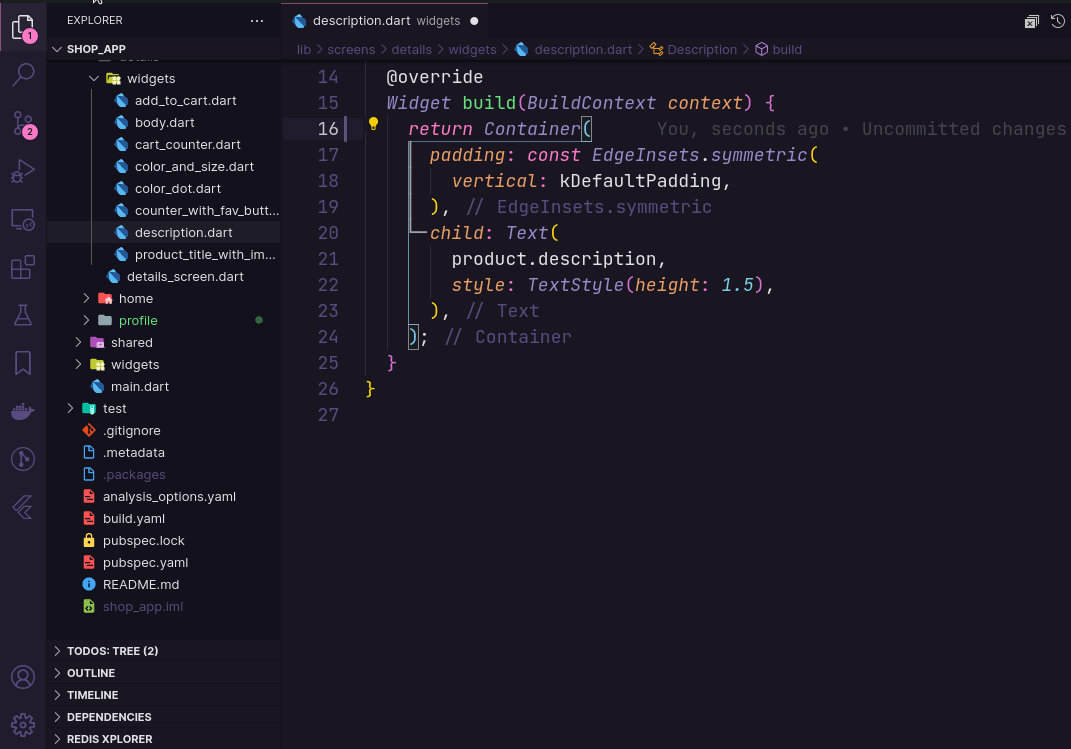 EXPLORER
1
SHOP_APP
widgets
add_to_cart.dart
body.dart
cart_counter.dart
color_and_size.dart
color_dot.dart
counter_with_fav_butt...
description.dart
product_title_with_im...
details_screen.dart
home
profile
shared
widgets
main.dart
test
.gitignore
.metadata
.packages
analysis_options.yaml
build.yaml
pubspec.lock
pubspec.yaml
README.md
shop_app.iml
2
TODOS: TREE (2)
OUTLINE
TIMELINE
DEPENDENCIES
REDIS XPLORER
description.dart widgets
lib > screens > details > widgets > description.dart > Description > build
14 @override
15 Widget build(BuildContext context) {
16 return Container( You, seconds ago • Uncommitted changes
17 padding: const EdgeInsets.symmetric(
18 vertical: kDefaultPadding,
19 ), // EdgeInsets.symmetric
20 child: Text(
21 product.description,
22 style: TextStyle(height: 1.5),
23 ), // Text
24 ); // Container
25 }
26 }
27